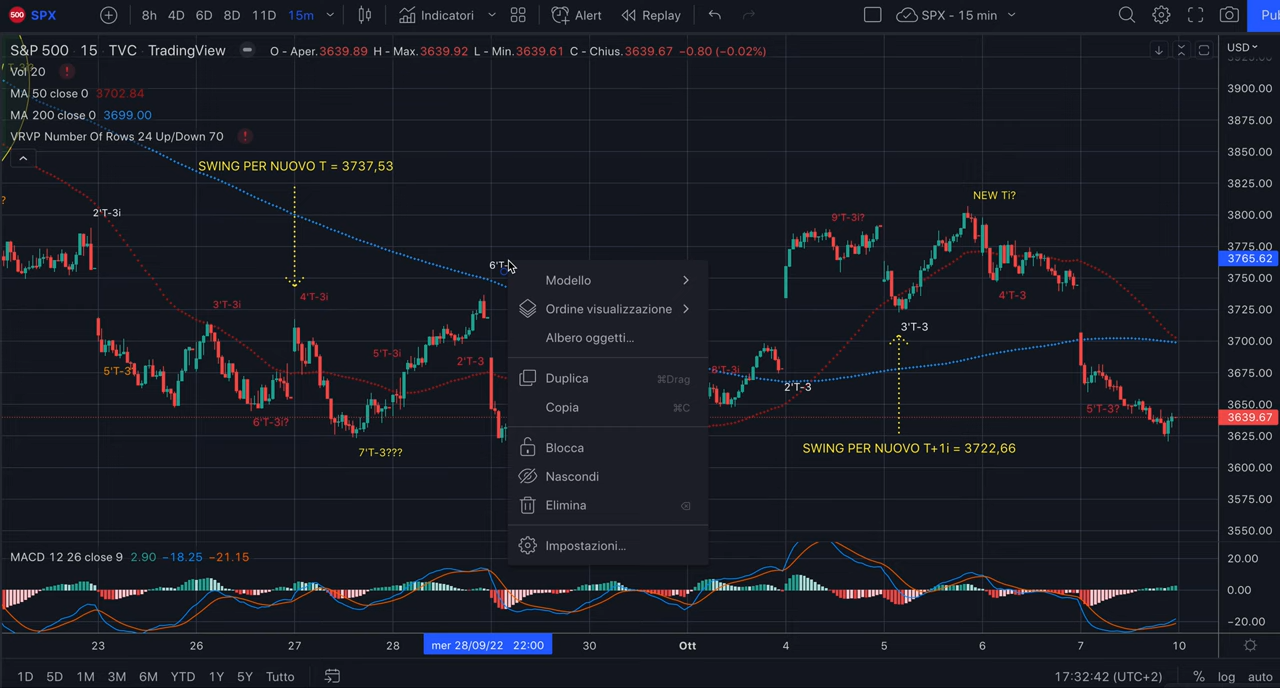 500 SPX 8h 4D 6D 8D 11D 15m Indicatori Alert Replay SPX - 15 min Pub
S&P 500 · 15 · TVC · TradingView O - Aper.3639.89 H - Max.3639.92 L - Min.3639.61 C - Chius.3639.67 −0.80 (−0.02%) USD
Vol 20
MA 50 close 0 3702.84
MA 200 close 0 3699.00
VRVP Number Of Rows 24 Up/Down 70
3925.00
3900.00
3875.00
3850.00
3825.00
3800.00
3775.00
3765.62
3750.00
3725.00
3700.00
3675.00
3650.00
3639.67
3625.00
3600.00
3575.00
3550.00
SWING PER NUOVO T = 3737,53
NEW Ti?
2'T-3i
9'T-3i?
6'T-
3'T-3i
4'T-3i
4'T-3
3'T-3
5'T-3i
2'T-3
5'T-3
2'T-3
6'T-3i?
5'T-3?
7'T-3???
SWING PER NUOVO T+1i = 3722,66
Modello
Ordine visualizzazione
Albero oggetti...
Duplica ⌘Drag
Copia ⌘C
Blocca
Nascondi
Elimina
Impostazioni...
MACD 12 26 close 9 2.90 −18.25 −21.15
20.00
0.00
−20.00
23 26 27 28 mer 28/09/22 22:00 30 Ott 4 5 6 7 10
1D 5D 1M 3M 6M YTD 1Y 5Y Tutto 17:32:42 (UTC+2) % log auto